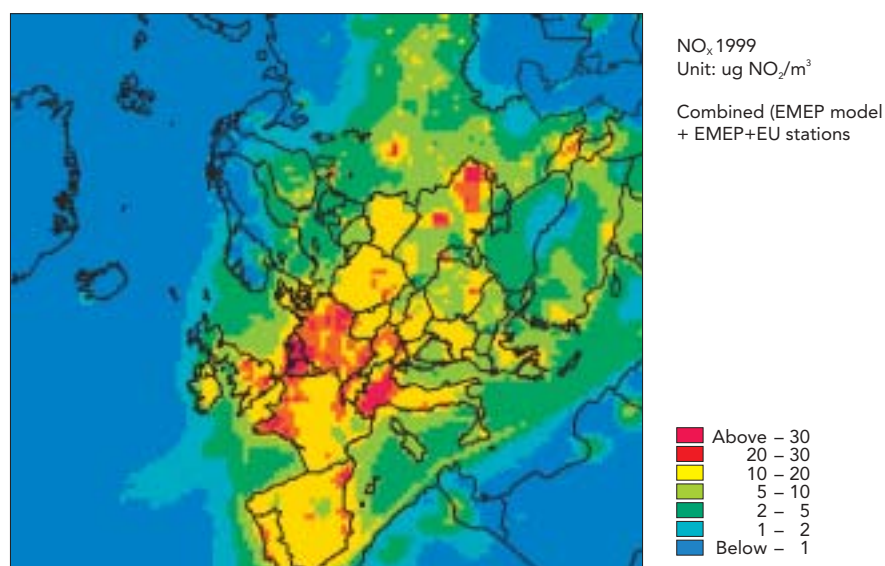 NOₓ 1999
Unit: ug NO₂/m³
Combined (EMEP model
+ EMEP+EU stations
Above – 30
20 – 30
10 – 20
5 – 10
2 – 5
1 – 2
Below – 1